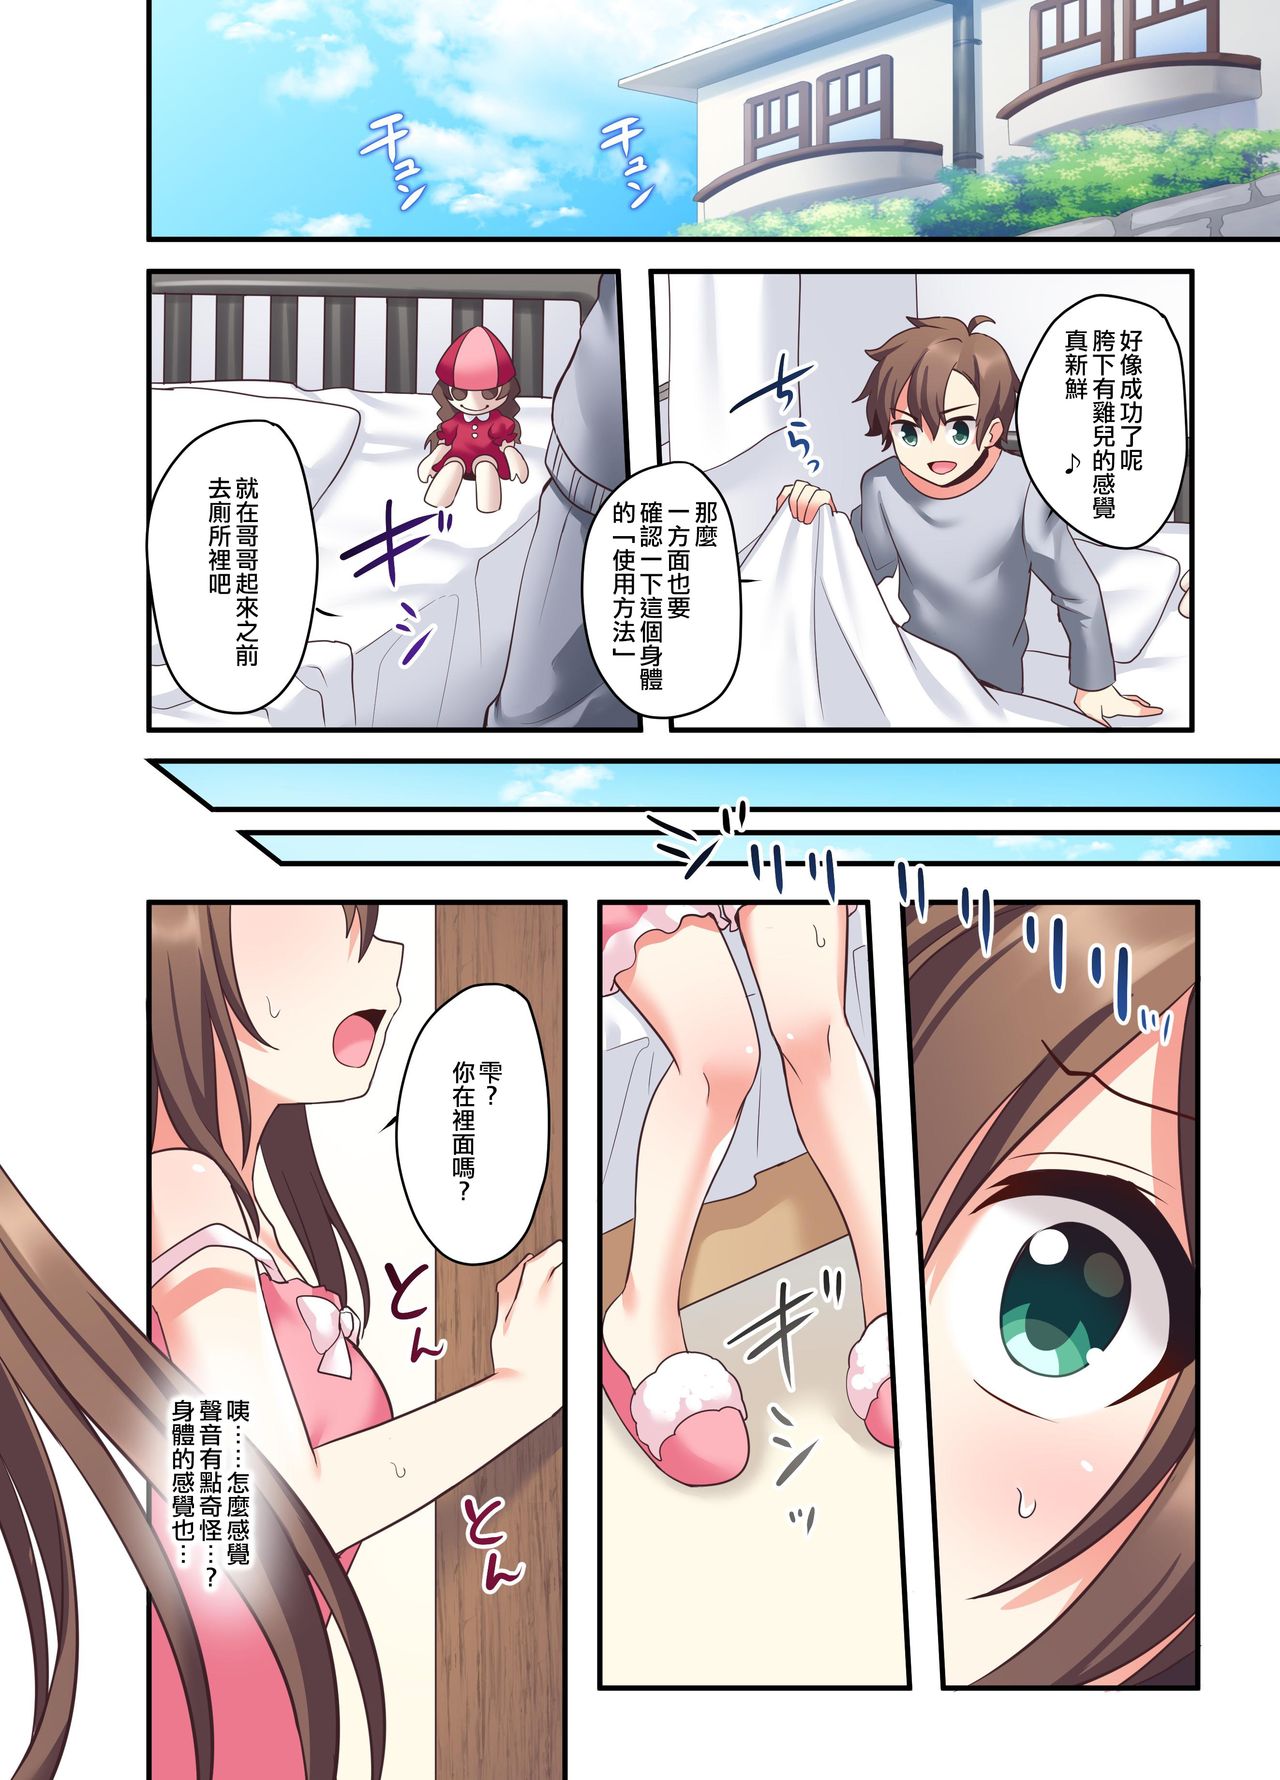 チュン
チュン
好像成功了呢
胯下有雞兒的感覺
真新鮮 ♪
ちらっ
那麼
一方面也要
確認一下這個身體
的「使用方法」
ギシ
就在哥哥起來之前
去廁所裡吧
ジリリリリリリッ
ギシ
雫？
你在裡面嗎？
とん
とん
咦……怎麼感覺
聲音有點奇怪…？
身體的感覺也…